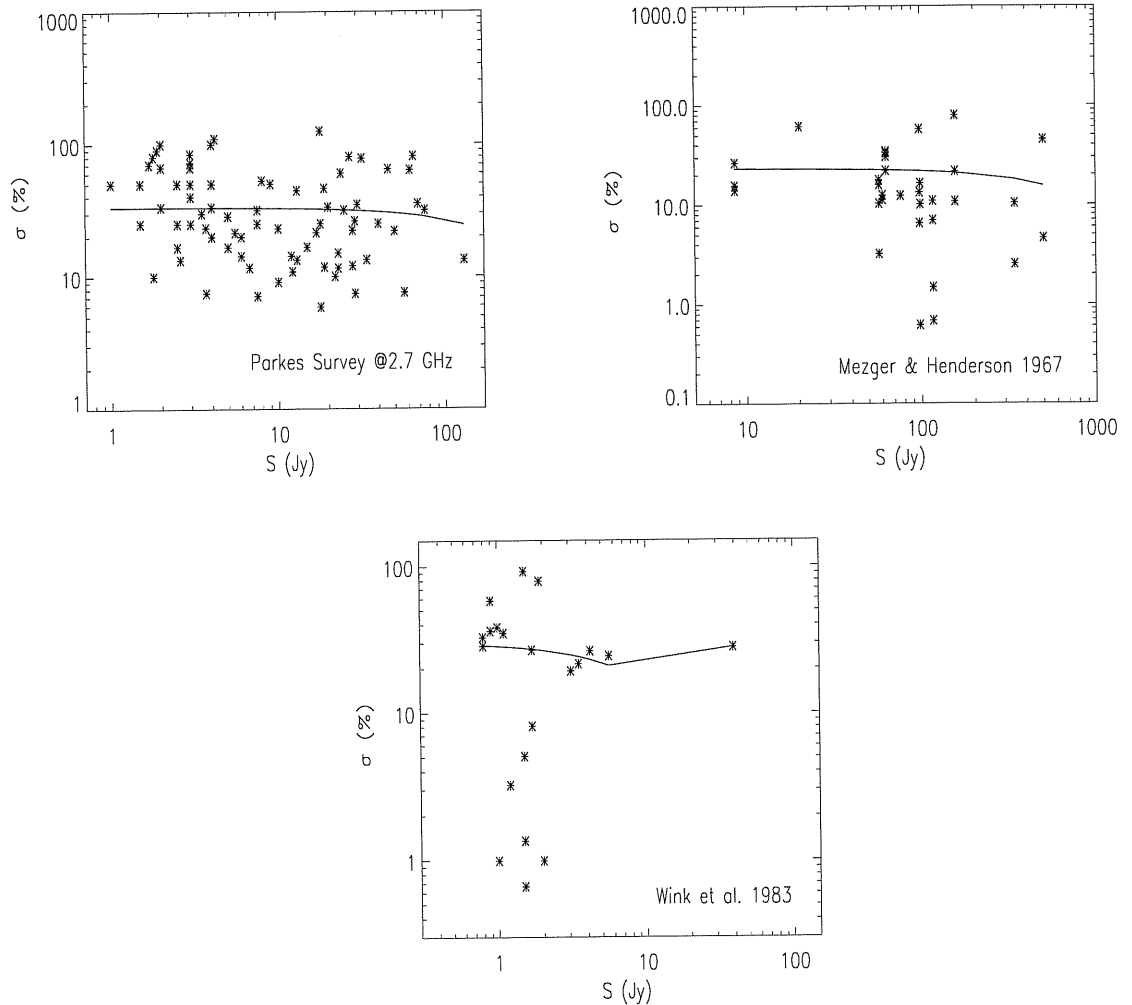 1000
100
10
1
σ (%)
Parkes Survey @2.7 GHz
1 10 100
S (Jy)
1000.0
100.0
10.0
1.0
0.1
σ (%)
Mezger & Henderson 1967
10 100 1000
S (Jy)
100
10
1
σ (%)
Wink et al. 1983
1 10 100
S (Jy)